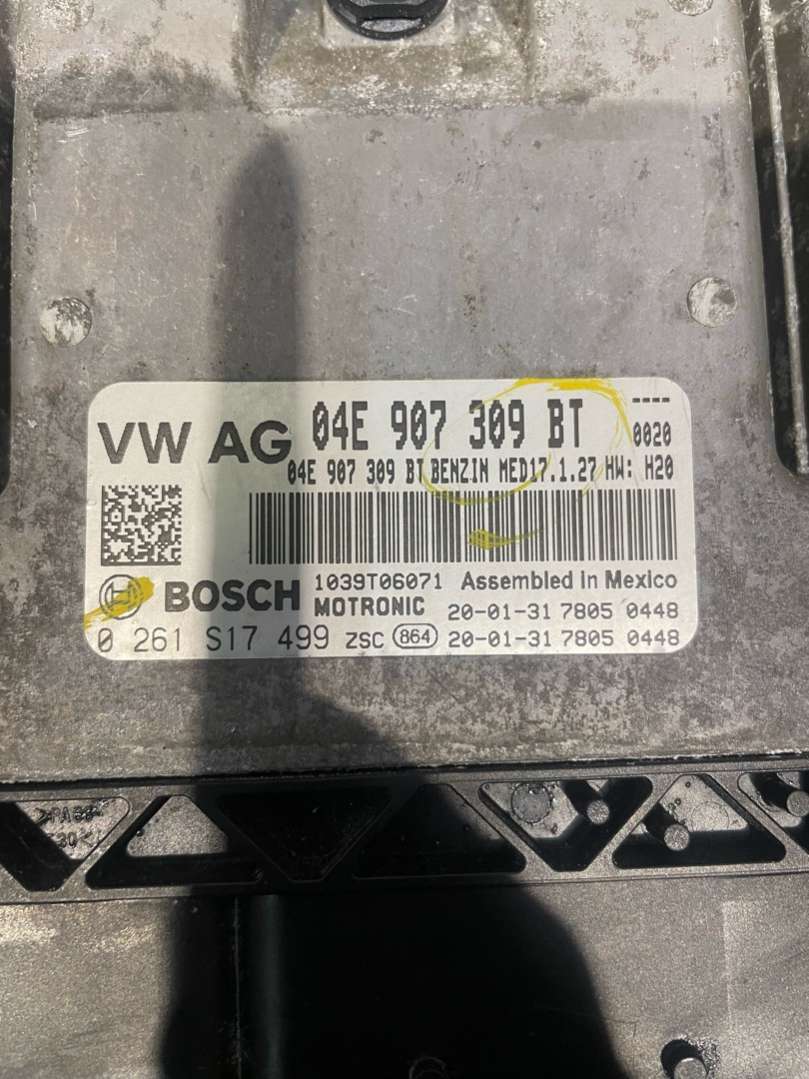 VW AG 04E 907 309 BT ----
0020
04E 907 309 BT BENZIN MED17.1.27 HW: H20
BOSCH 1039T06071 Assembled in Mexico
MOTRONIC 20-01-31 7805 0448
0 261 S17 499 ZSC 864 20-01-31 7805 0448